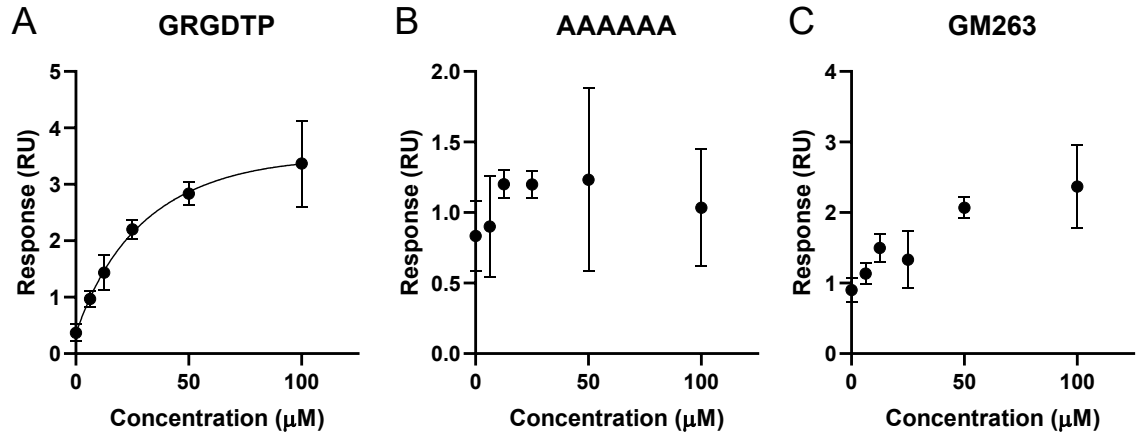 A
GRGDTP
Response (RU)
5
4
3
2
1
0
0
50
100
Concentration (μM)
B
AAAAAA
Response (RU)
2.0
1.5
1.0
0.5
0.0
0
50
100
Concentration (μM)
C
GM263
Response (RU)
4
3
2
1
0
0
50
100
Concentration (μM)